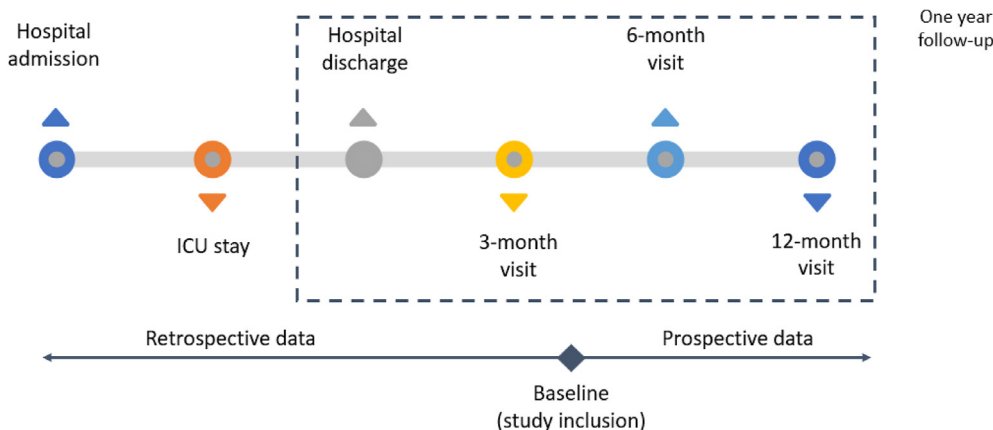 Hospital
admission
Hospital
discharge
6-month
visit
One year
follow-up
ICU stay
3-month
visit
12-month
visit
Retrospective data
Prospective data
Baseline
(study inclusion)